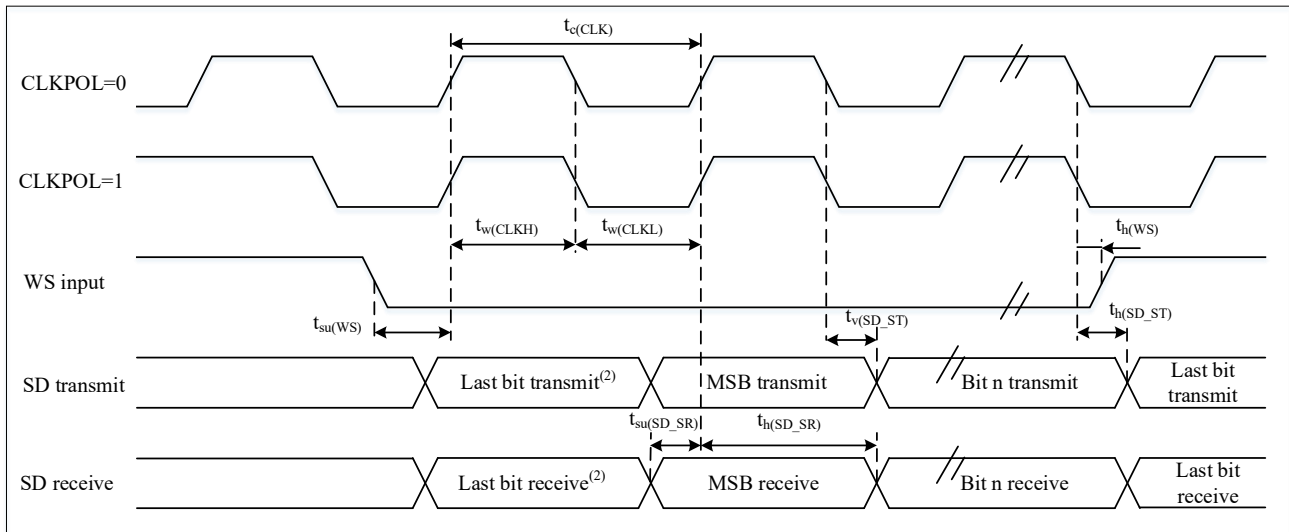 t_c(CLK)
CLKPOL=0
CLKPOL=1
t_w(CLKH)
t_w(CLKL)
t_h(WS)
WS input
t_su(WS)
t_v(SD_ST)
t_h(SD_ST)
SD transmit
Last bit transmit(2)
MSB transmit
Bit n transmit
Last bit
transmit
t_su(SD_SR)
t_h(SD_SR)
SD receive
Last bit receive(2)
MSB receive
Bit n receive
Last bit
receive